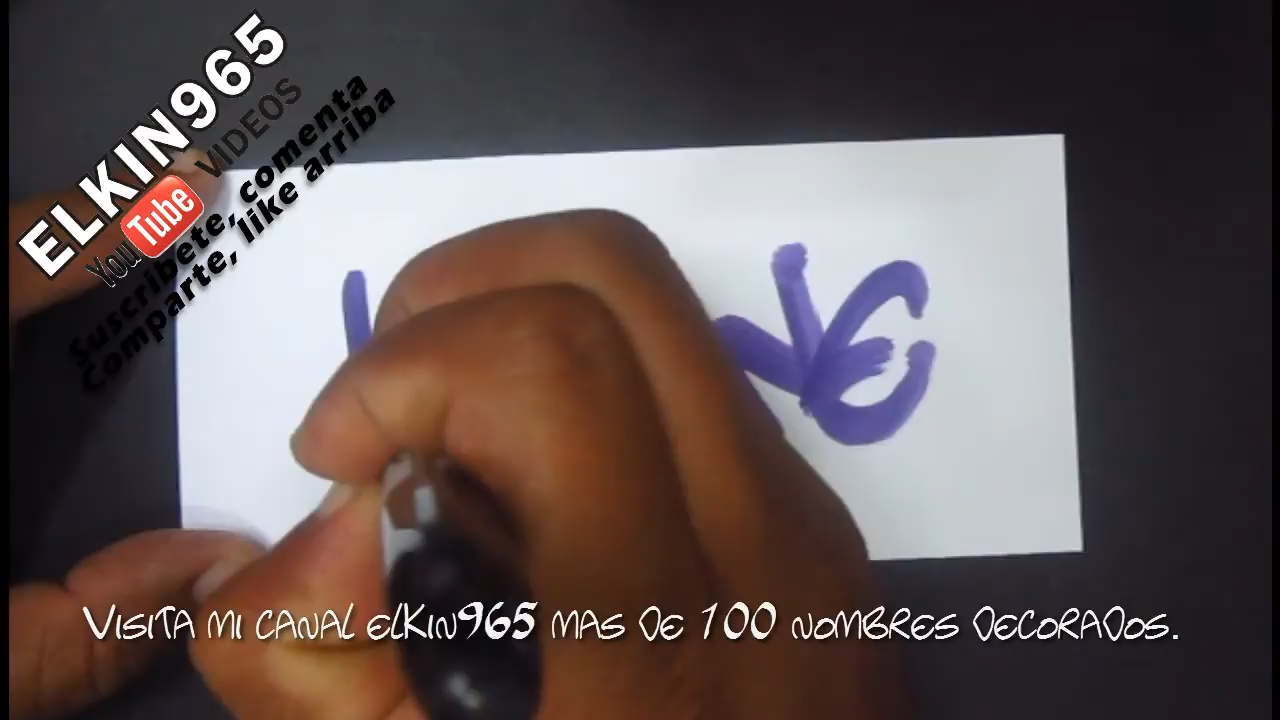 ELKIN965
YouTube VIDEOS
Suscribete, comenta
Comparte, like arriba
VISITA MI CANAL ELKIN965 MAS DE 100 NOMBRES DECORADOS.